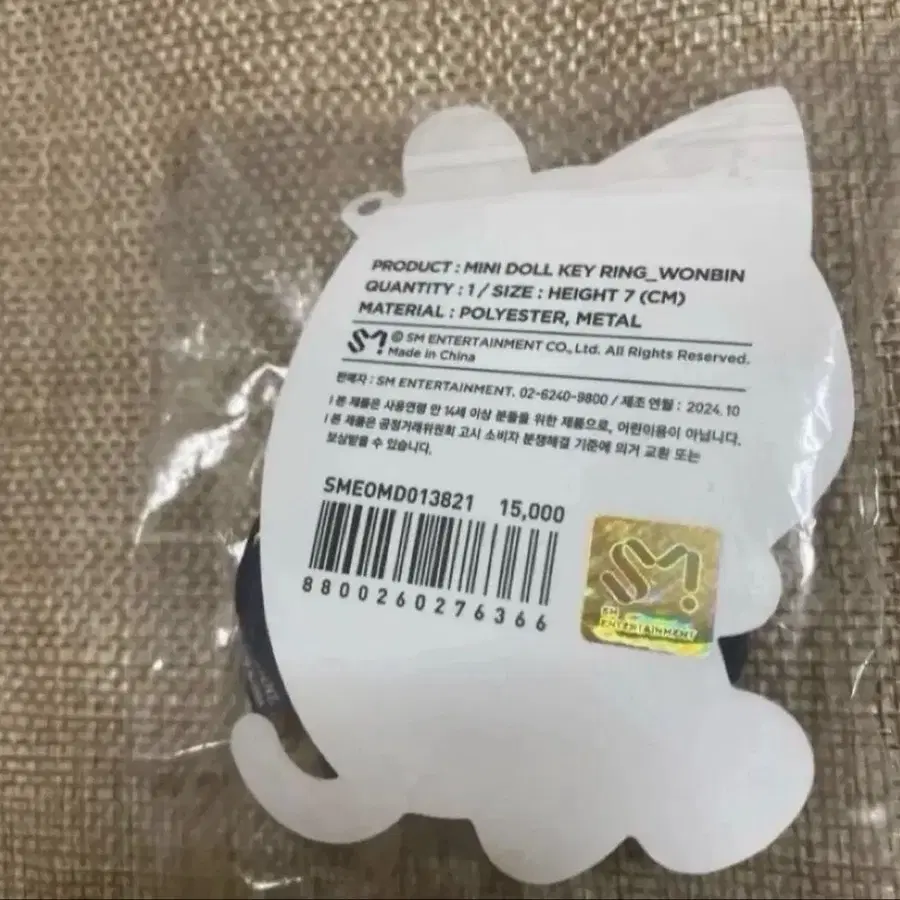 PRODUCT : MINI DOLL KEY RING_WONBIN
QUANTITY : 1 / SIZE : HEIGHT 7 (CM)
MATERIAL : POLYESTER, METAL
SM! © SM ENTERTAINMENT CO., Ltd. All Rights Reserved.
Made in China
판매자 : SM ENTERTAINMENT. 02-6240-9800 / 제조 연월 : 2024. 10
| 본 제품은 사용연령 만 14세 이상 분들을 위한 제품으로, 어린이용이 아닙니다.
| 본 제품은 공정거래위원회 고시 소비자 분쟁해결 기준에 의거 교환 또는
보상받을 수 있습니다.
SMEOMD013821 15,000
8800260276366
SM
SM
ENTERTAINMENT